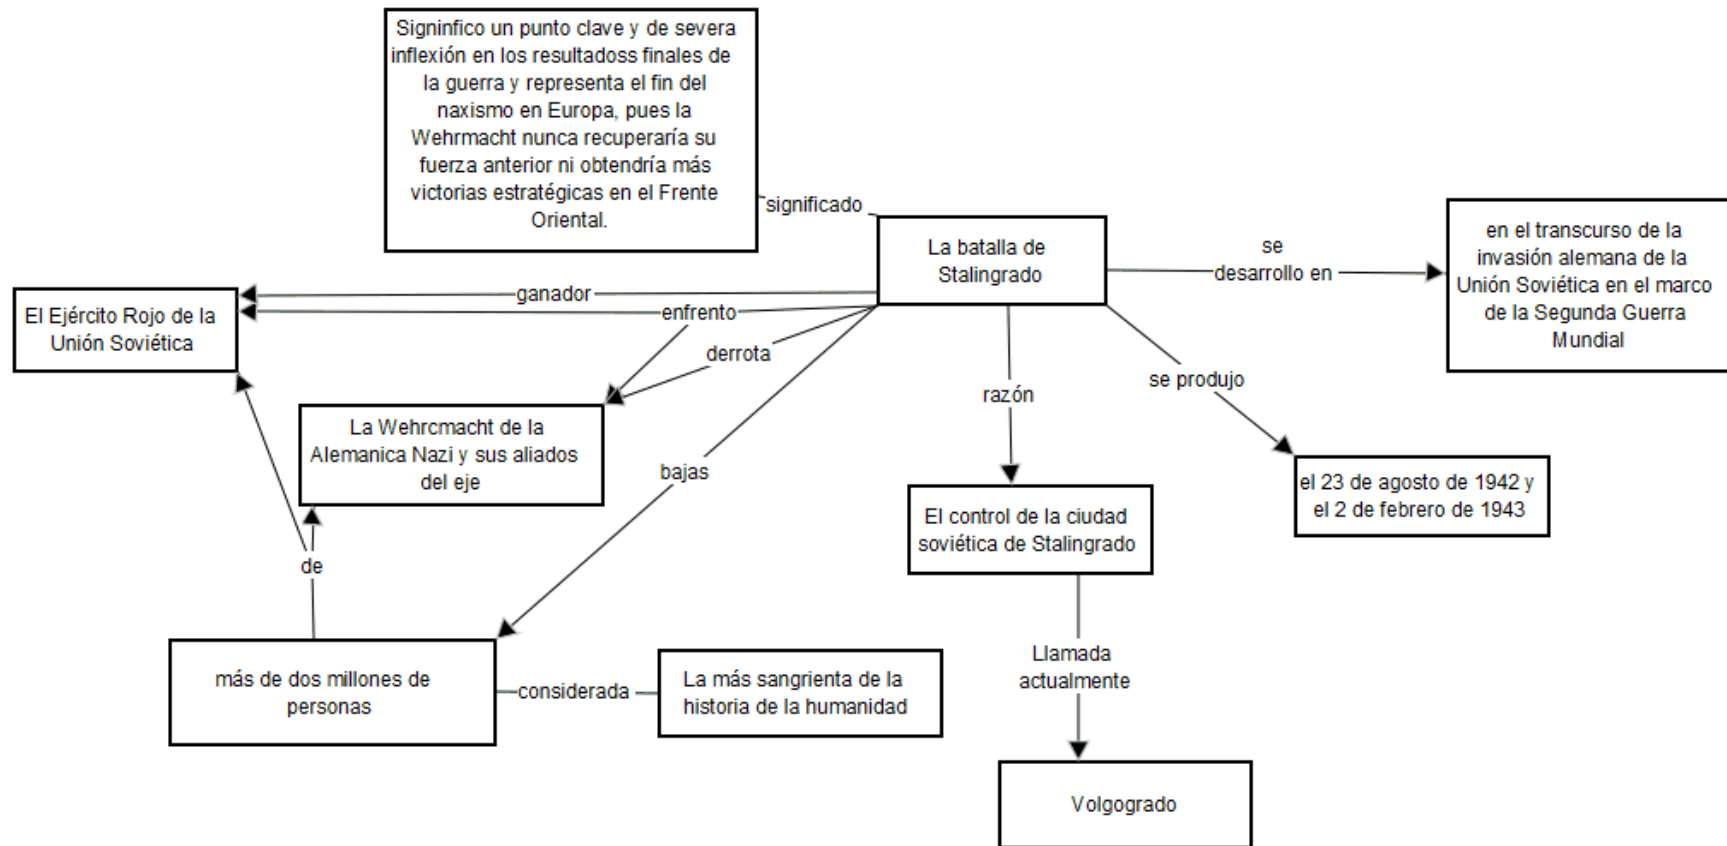 Signinfico un punto clave y de severa
inflexión en los resultadoss finales de
la guerra y representa el fin del
naxismo en Europa, pues la
Wehrmacht nunca recuperaría su
fuerza anterior ni obtendría más
victorias estratégicas en el Frente
Oriental.
significado
La batalla de
Stalingrado
se
desarrollo en
en el transcurso de la
invasión alemana de la
Unión Soviética en el marco
de la Segunda Guerra
Mundial
ganador
enfrento
derrota
El Ejército Rojo de la
Unión Soviética
La Wehrcmacht de la
Alemanica Nazi y sus aliados
del eje
bajas
razón
se produjo
el 23 de agosto de 1942 y
el 2 de febrero de 1943
El control de la ciudad
soviética de Stalingrado
de
más de dos millones de
personas
considerada
La más sangrienta de la
historia de la humanidad
Llamada
actualmente
Volgogrado